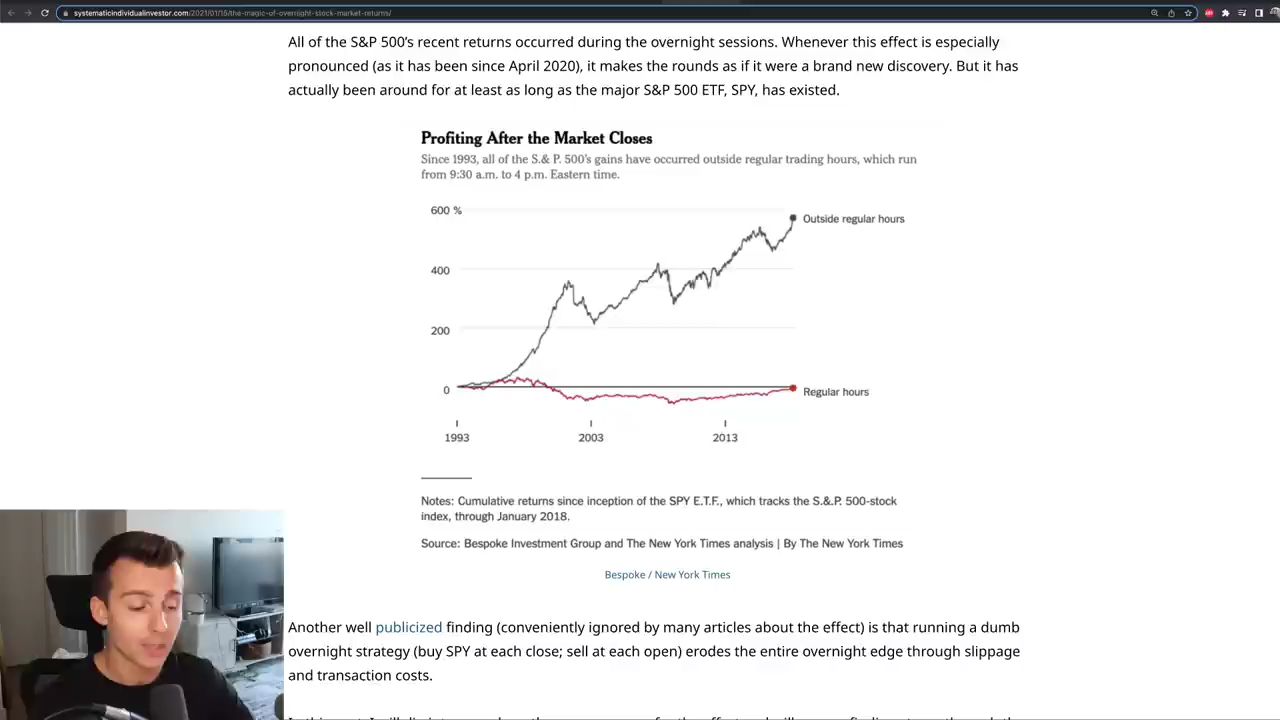 systematicindividualinvestor.com/2021/01/15/the-magic-of-overnight-stock-market-returns/
All of the S&P 500's recent returns occurred during the overnight sessions. Whenever this effect is especially
pronounced (as it has been since April 2020), it makes the rounds as if it were a brand new discovery. But it has
actually been around for at least as long as the major S&P 500 ETF, SPY, has existed.
Profiting After the Market Closes
Since 1993, all of the S.& P. 500's gains have occurred outside regular trading hours, which run
from 9:30 a.m. to 4 p.m. Eastern time.
600 %
Outside regular hours
400
200
0
Regular hours
1993 2003 2013
Notes: Cumulative returns since inception of the SPY E.T.F., which tracks the S.&.P. 500-stock
index, through January 2018.
Source: Bespoke Investment Group and The New York Times analysis | By The New York Times
Bespoke / New York Times
Another well publicized finding (conveniently ignored by many articles about the effect) is that running a dumb
overnight strategy (buy SPY at each close; sell at each open) erodes the entire overnight edge through slippage
and transaction costs.